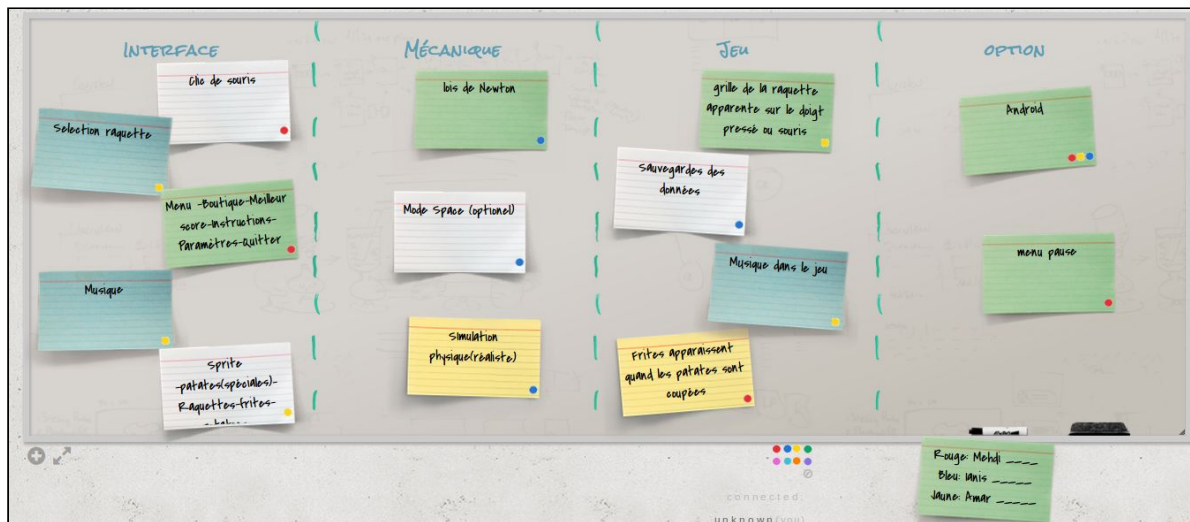 Interface
Clic de souris
Selection raquette
Menu -Boutique-Meilleur
score-Instructions-
Paramètres-Quitter
Musique
Sprite
-patates(spéciales)-
Raquettes-frites-
Mécanique
lois de Newton
Mode Space (optionel)
Simulation
physique(réaliste)
Jeu
grille de la raquette
apparente sur le doigt
pressé ou souris
Sauvegardes des
données
Musique dans le jeu
Frites apparaissent
quand les patates sont
coupées
option
Android
menu pause
Rouge: Mehdi ____
Bleu: Ianis ____
Jaune: Amar ____
connected.
unknown(you)